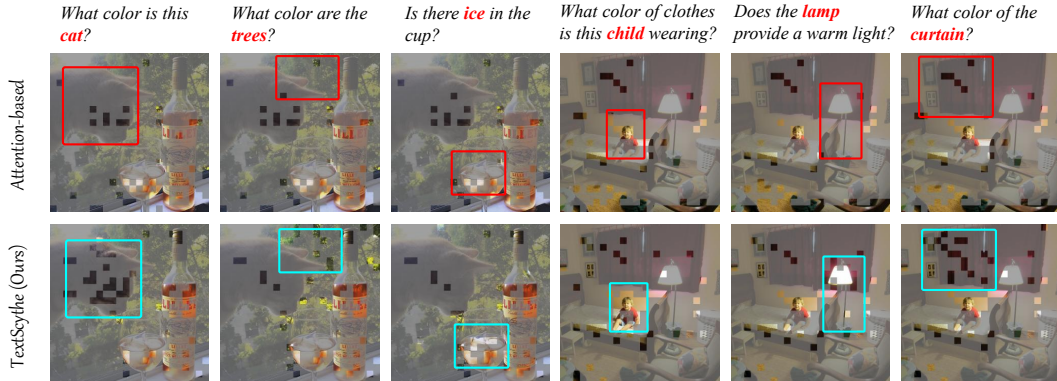 What color is this
cat?
What color are the
trees?
Is there ice in the
cup?
What color of clothes
is this child wearing?
Does the lamp
provide a warm light?
What color of the
curtain?
Attention-based
TextScythe (Ours)